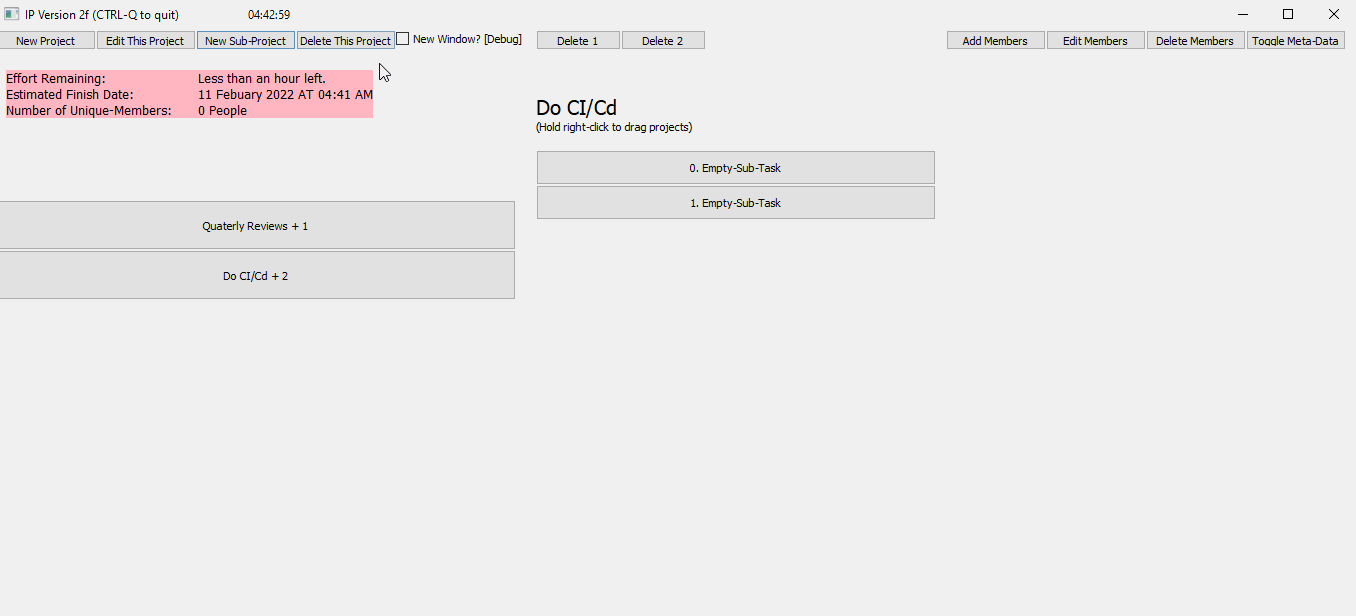 IP Version 2f (CTRL-Q to quit) 04:42:59
New Project Edit This Project New Sub-Project Delete This Project New Window? [Debug] Delete 1 Delete 2 Add Members Edit Members Delete Members Toggle Meta-Data
Effort Remaining: Less than an hour left.
Estimated Finish Date: 11 Febuary 2022 AT 04:41 AM
Number of Unique-Members: 0 People
Do CI/Cd
(Hold right-click to drag projects)
0. Empty-Sub-Task
1. Empty-Sub-Task
Quaterly Reviews + 1
Do CI/Cd + 2